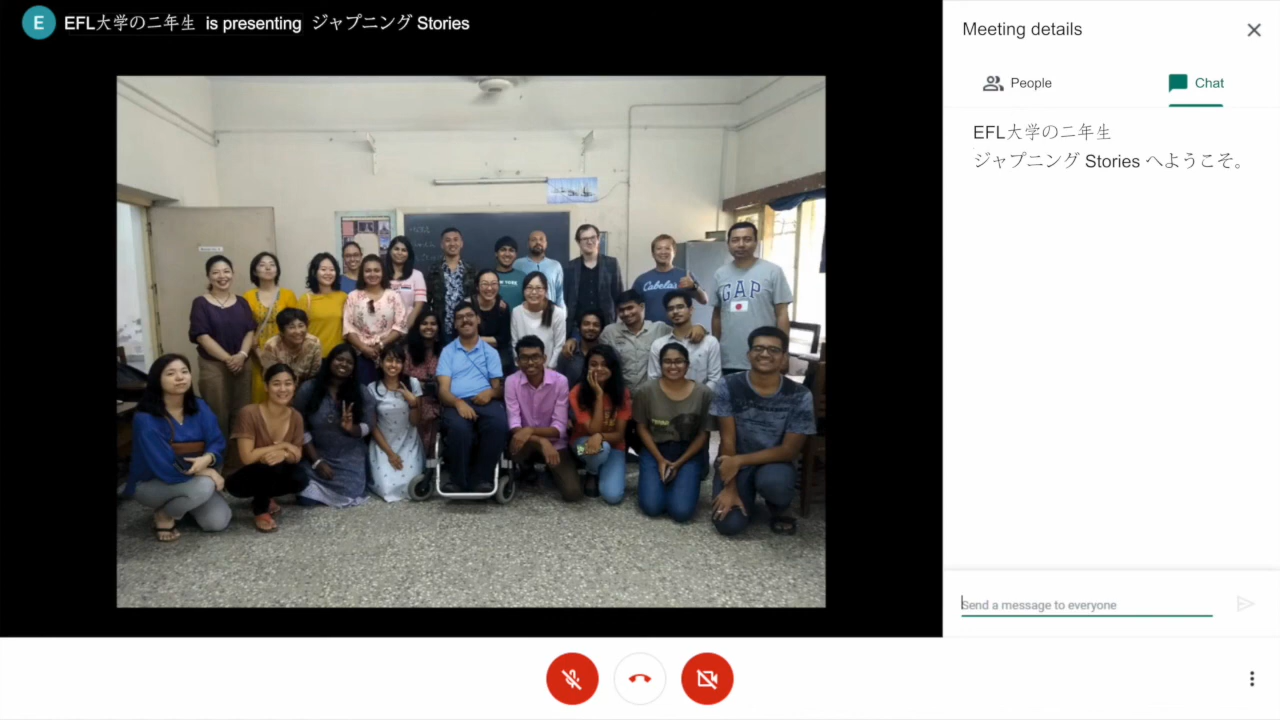 E
EFL大学の二年生 is presenting ジャプニング Stories
Meeting details
People
Chat
EFL大学の二年生
ジャプニング Stories へようこそ。
Send a message to everyone
Cabelas
GAP